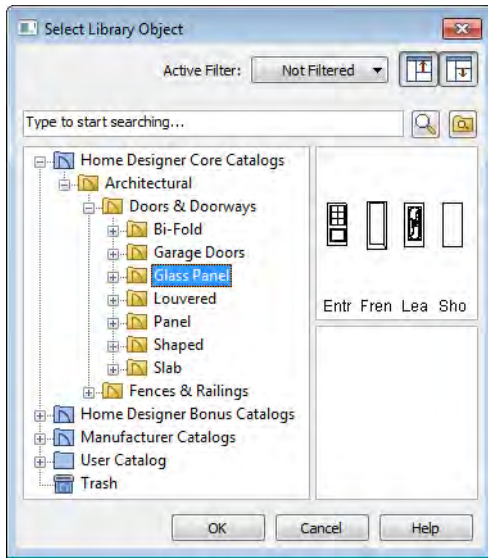 Select Library Object
Active Filter: Not Filtered
Type to start searching...
Home Designer Core Catalogs
Architectural
Doors & Doorways
Bi-Fold
Garage Doors
Glass Panel
Louvered
Panel
Shaped
Slab
Fences & Railings
Home Designer Bonus Catalogs
Manufacturer Catalogs
User Catalog
Trash
Entr Fren Lea Sho
OK Cancel Help